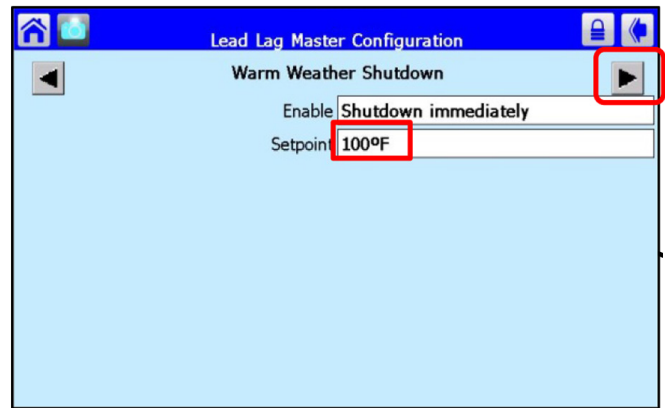 Lead Lag Master Configuration
Warm Weather Shutdown
Enable Shutdown immediately
Setpoint 100ºF